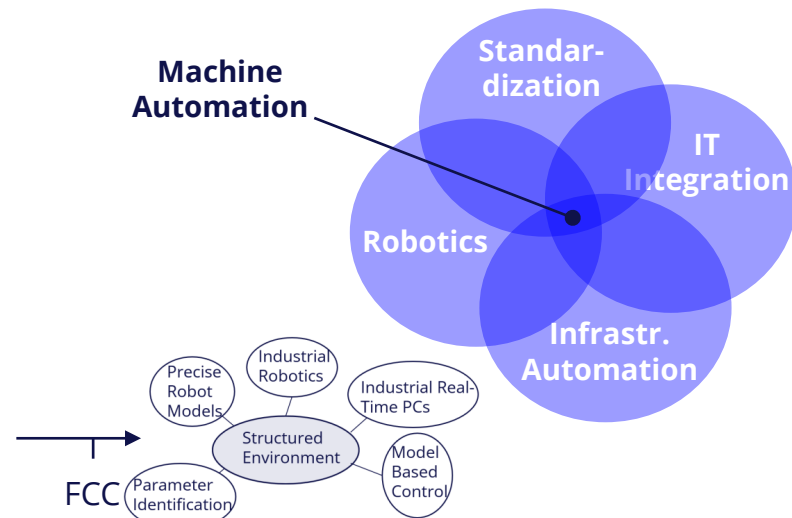 Machine
Automation
Standar-
dization
IT
Integration
Robotics
Infrastr.
Automation
Precise
Robot
Models
Industrial
Robotics
Industrial Real-
Time PCs
Structured
Environment
Model
Based
Control
FCC
Parameter
Identification